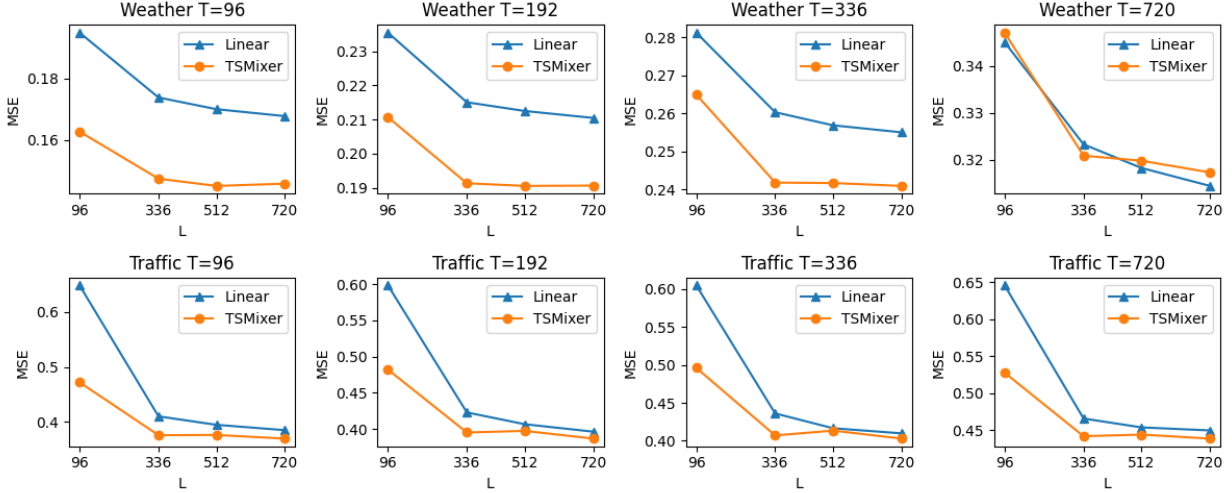 Weather T=96
Linear
TSMixer
0.18
0.16
MSE
96
336
512
720
L
Weather T=192
Linear
TSMixer
0.23
0.22
0.21
0.20
0.19
MSE
96
336
512
720
L
Weather T=336
Linear
TSMixer
0.28
0.27
0.26
0.25
0.24
MSE
96
336
512
720
L
Weather T=720
Linear
TSMixer
0.34
0.33
0.32
MSE
96
336
512
720
L
Traffic T=96
Linear
TSMixer
0.6
0.5
0.4
MSE
96
336
512
720
L
Traffic T=192
Linear
TSMixer
0.60
0.55
0.50
0.45
0.40
MSE
96
336
512
720
L
Traffic T=336
Linear
TSMixer
0.60
0.55
0.50
0.45
0.40
MSE
96
336
512
720
L
Traffic T=720
Linear
TSMixer
0.65
0.60
0.55
0.50
0.45
MSE
96
336
512
720
L